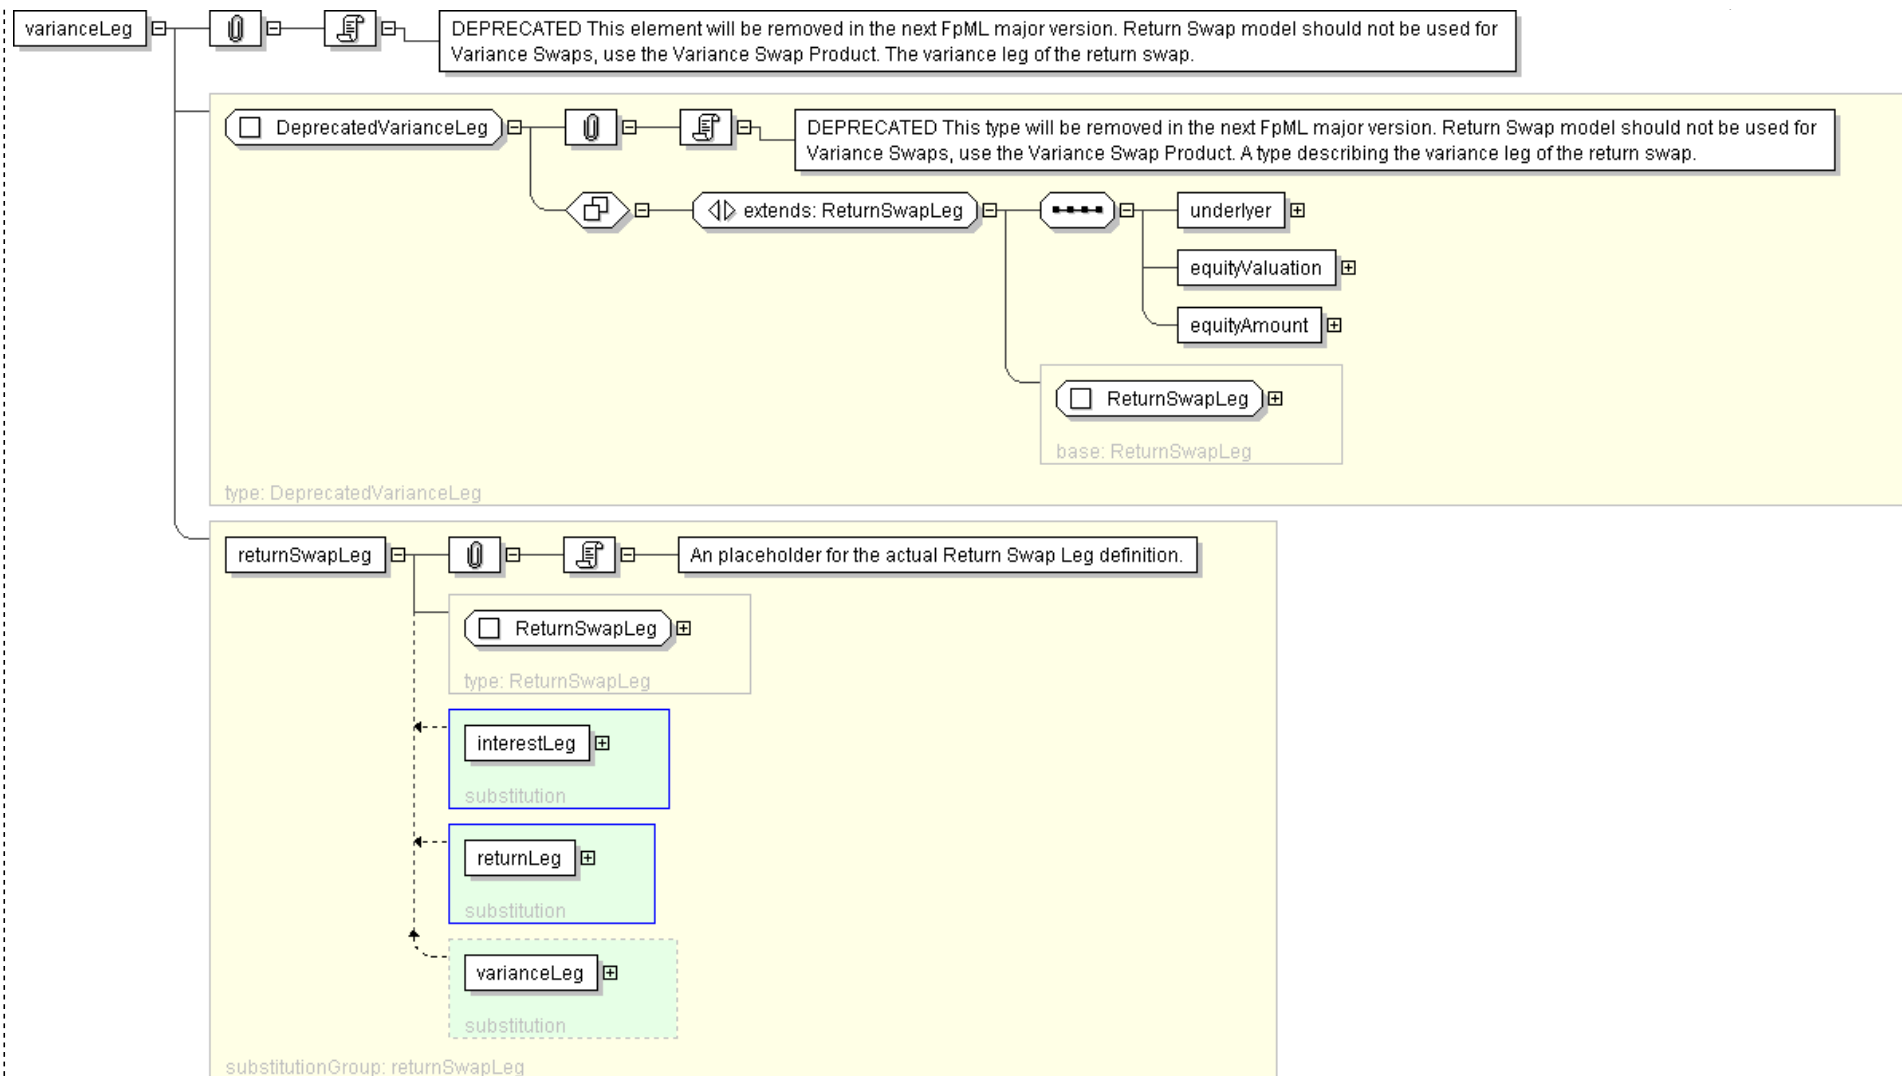 varianceLeg
DEPRECATED This element will be removed in the next FpML major version. Return Swap model should not be used for
Variance Swaps, use the Variance Swap Product. The variance leg of the return swap.
DeprecatedVarianceLeg
DEPRECATED This type will be removed in the next FpML major version. Return Swap model should not be used for
Variance Swaps, use the Variance Swap Product. A type describing the variance leg of the return swap.
extends: ReturnSwapLeg
underlyer
equityValuation
equityAmount
ReturnSwapLeg
base: ReturnSwapLeg
type: DeprecatedVarianceLeg
returnSwapLeg
An placeholder for the actual Return Swap Leg definition.
ReturnSwapLeg
type: ReturnSwapLeg
interestLeg
substitution
returnLeg
substitution
varianceLeg
substitution
substitutionGroup: returnSwapLeg